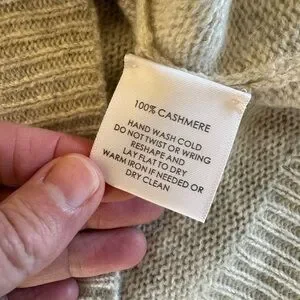 100% CASHMERE
HAND WASH COLD
DO NOT TWIST OR WRING
RESHAPE AND
LAY FLAT TO DRY
WARM IRON IF NEEDED OR
DRY CLEAN